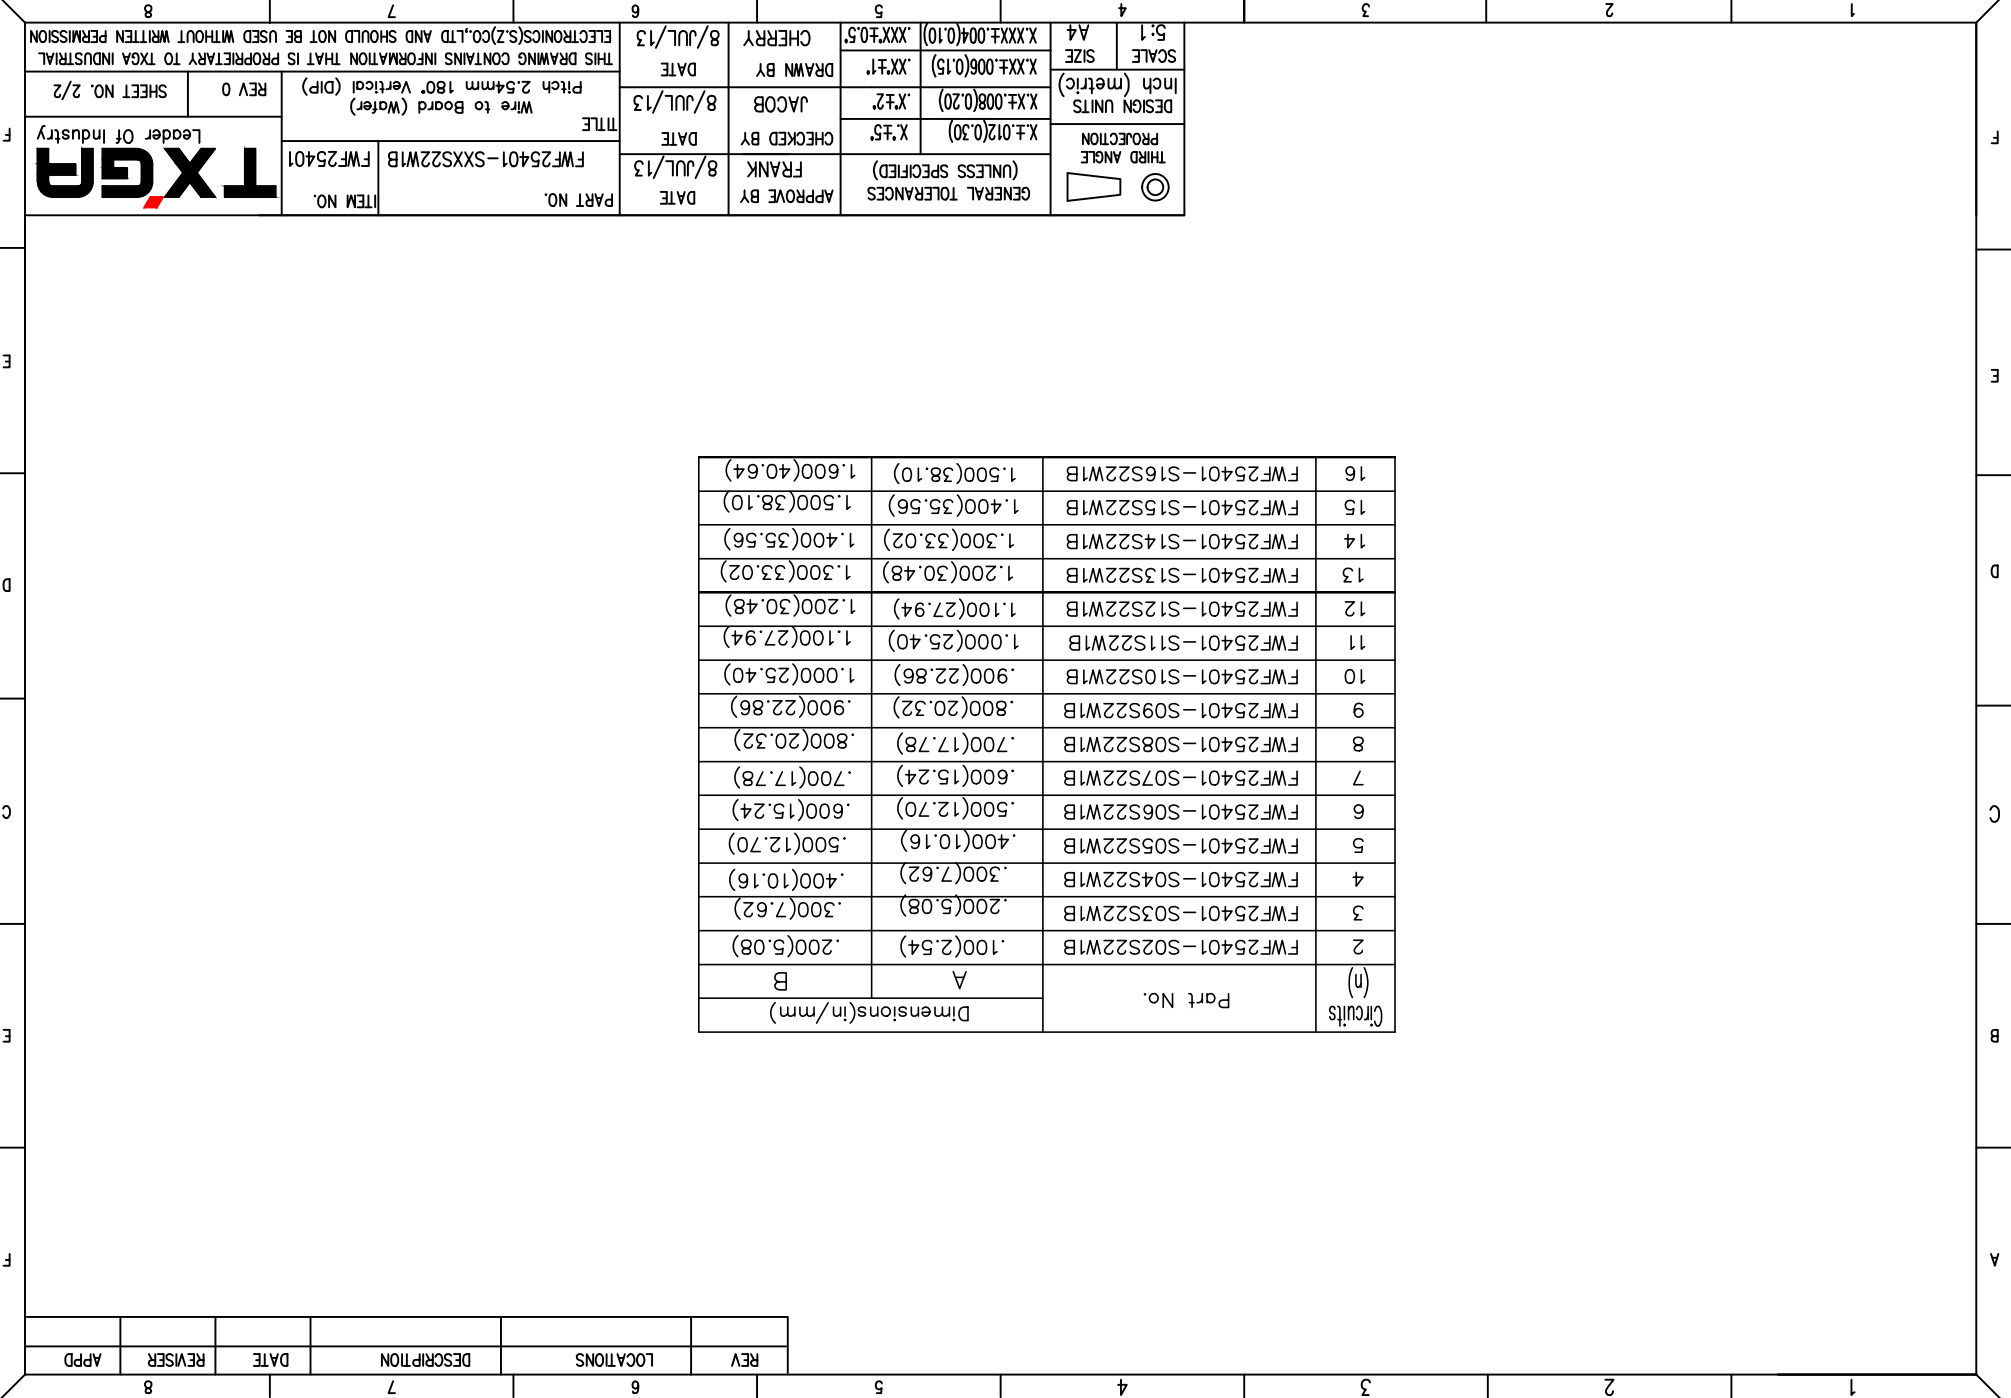 1 2 3 4 5 6 7 8
REV LOCATIONS DESCRIPTION DATE REVISER APPD
A F
B E
Circuits (n) Part No. Dimensions(in/mm)
A B
2 FWF25401-S02S22W1B .100(2.54) .200(5.08)
3 FWF25401-S03S22W1B .200(5.08) .300(7.62)
4 FWF25401-S04S22W1B .300(7.62) .400(10.16)
5 FWF25401-S05S22W1B .400(10.16) .500(12.70)
6 FWF25401-S06S22W1B .500(12.70) .600(15.24)
7 FWF25401-S07S22W1B .600(15.24) .700(17.78)
8 FWF25401-S08S22W1B .700(17.78) .800(20.32)
9 FWF25401-S09S22W1B .800(20.32) .900(22.86)
10 FWF25401-S10S22W1B .900(22.86) 1.000(25.40)
11 FWF25401-S11S22W1B 1.000(25.40) 1.100(27.94)
12 FWF25401-S12S22W1B 1.100(27.94) 1.200(30.48)
13 FWF25401-S13S22W1B 1.200(30.48) 1.300(33.02)
14 FWF25401-S14S22W1B 1.300(33.02) 1.400(35.56)
15 FWF25401-S15S22W1B 1.400(35.56) 1.500(38.10)
16 FWF25401-S16S22W1B 1.500(38.10) 1.600(40.64)
C C
D D
E E
F F
THIRD ANGLE
PROJECTION
DESIGN UNITS
Inch (metric)
SCALE
5:1
SIZE
A4
GENERAL TOLERANCES
(UNLESS SPECIFIED)
X.±.012(0.30) X.°±5°
X.X±.008(0.20) .X°±2°
X.XX±.006(0.15) .XX°±1°
X.XXX±.004(0.10) .XXX°±0.5°
APPROVE BY DATE
FRANK 8/JUL/13
CHECKED BY DATE
JACOB 8/JUL/13
DRAWN BY DATE
CHERRY 8/JUL/13
PART NO.
FWF25401-SXXS22W1B
ITEM NO.
FWF25401
TITLE
Wire to Board (Wafer)
Pitch 2.54mm 180° Vertical (DIP)
TXGA
Leader Of Industry
REV 0
SHEET NO. 2/2
THIS DRAWING CONTAINS INFORMATION THAT IS PROPRIETARY TO TXGA INDUSTRIAL
ELECTRONICS(S.Z)CO.,LTD AND SHOULD NOT BE USED WITHOUT WRITTEN PERMISSION
1 2 3 4 5 6 7 8